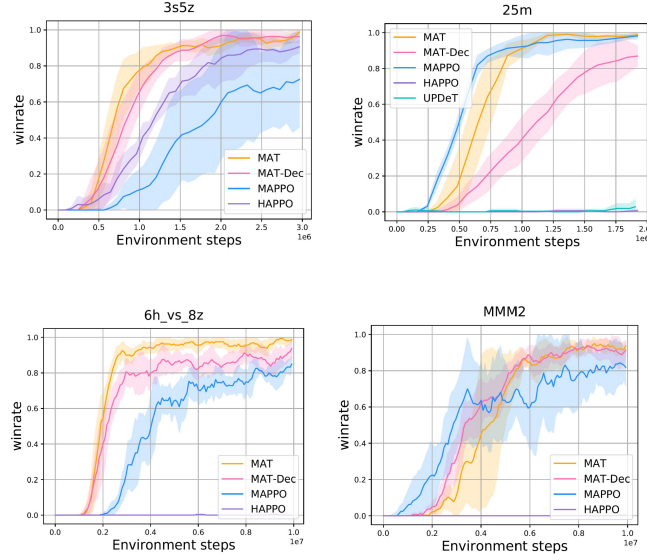 3s5z
winrate
1.0
0.8
0.6
0.4
0.2
0.0
MAT
MAT-Dec
MAPPO
HAPPO
0.0 0.5 1.0 1.5 2.0 2.5 3.0
1e6
Environment steps
25m
winrate
1.0
0.8
0.6
0.4
0.2
0.0
MAT
MAT-Dec
MAPPO
HAPPO
UPDeT
0.00 0.25 0.50 0.75 1.00 1.25 1.50 1.75 2.00
1e6
Environment steps
6h_vs_8z
winrate
1.0
0.8
0.6
0.4
0.2
0.0
MAT
MAT-Dec
MAPPO
HAPPO
0.0 0.2 0.4 0.6 0.8 1.0
1e7
Environment steps
MMM2
winrate
1.0
0.8
0.6
0.4
0.2
0.0
MAT
MAT-Dec
MAPPO
HAPPO
0.0 0.2 0.4 0.6 0.8 1.0
1e7
Environment steps